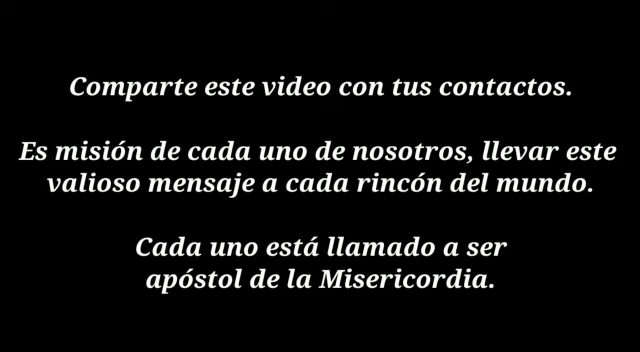 Comparte este video con tus contactos.
Es misión de cada uno de nosotros, llevar este
valioso mensaje a cada rincón del mundo.
Cada uno está llamado a ser
apóstol de la Misericordia.